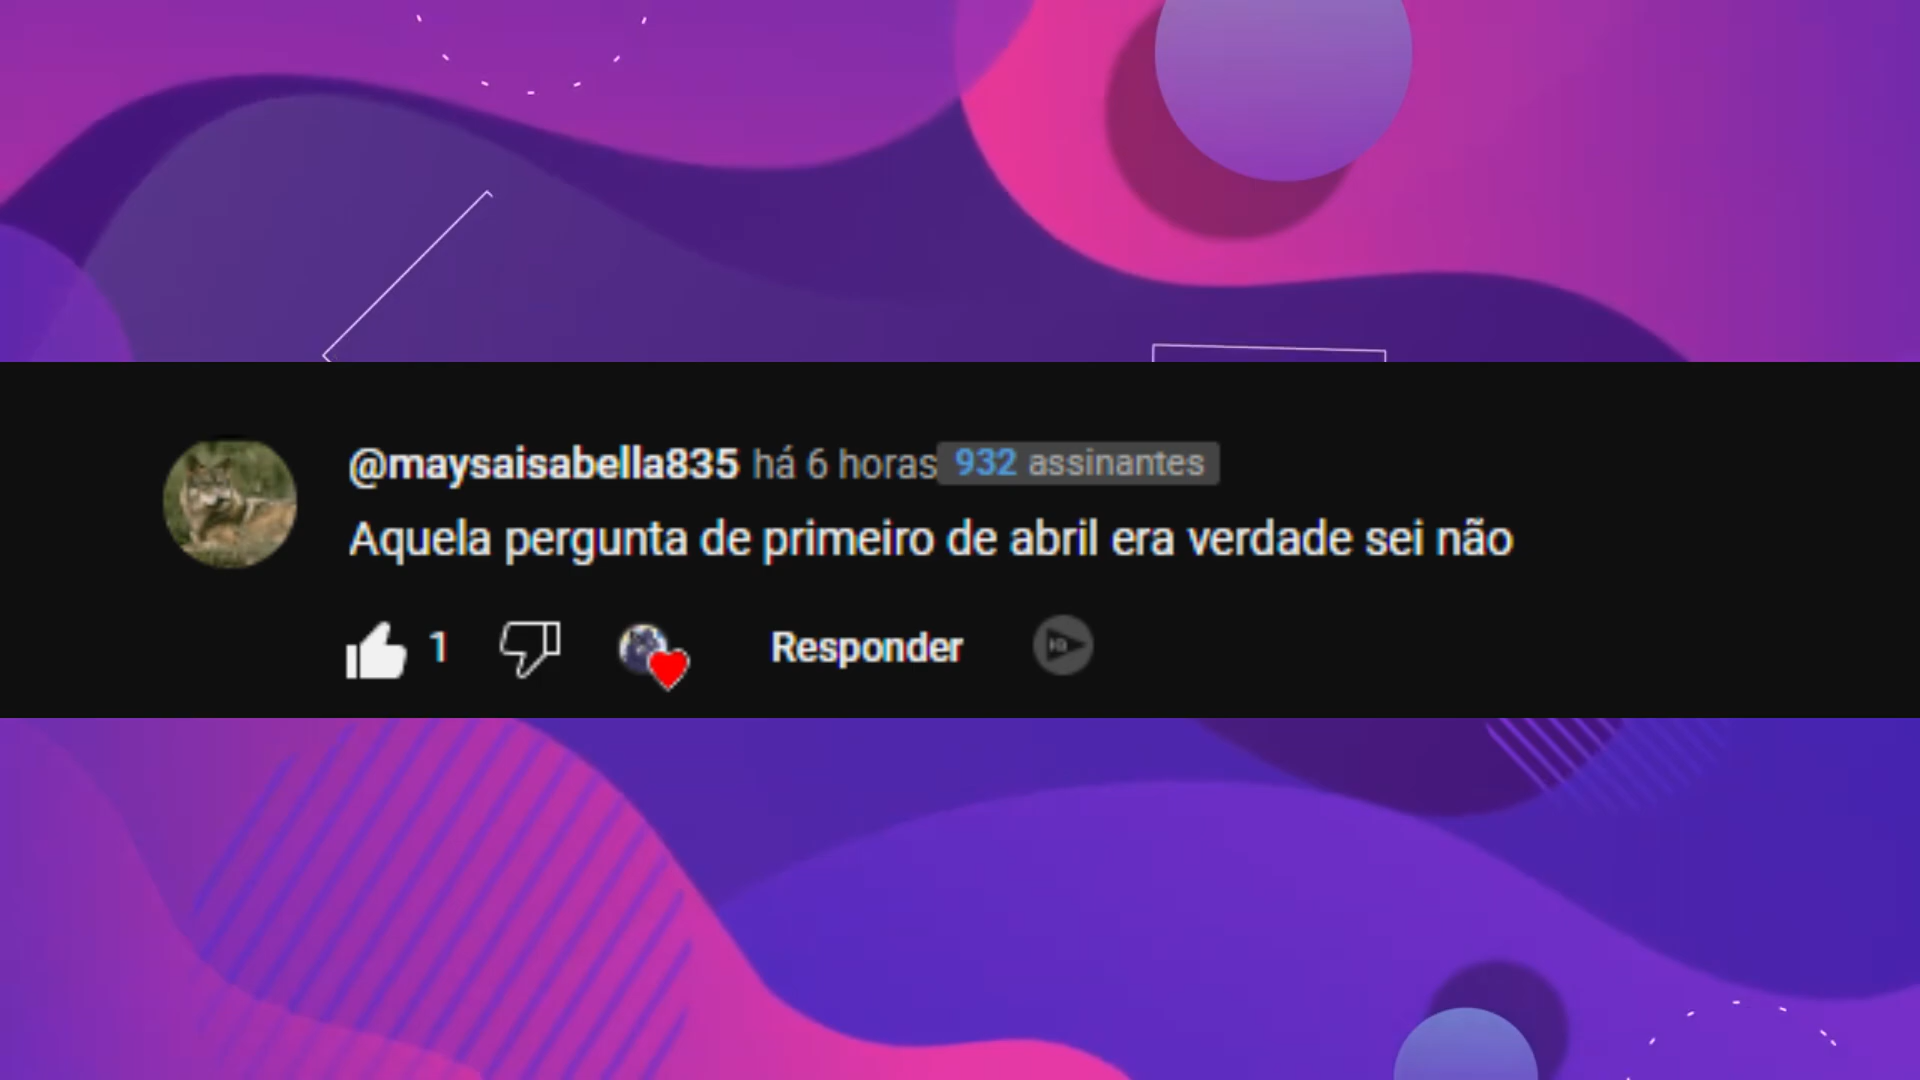 @maysaisabella835 há 6 horas 932 assinantes
Aquela pergunta de primeiro de abril era verdade sei não
1 Responder